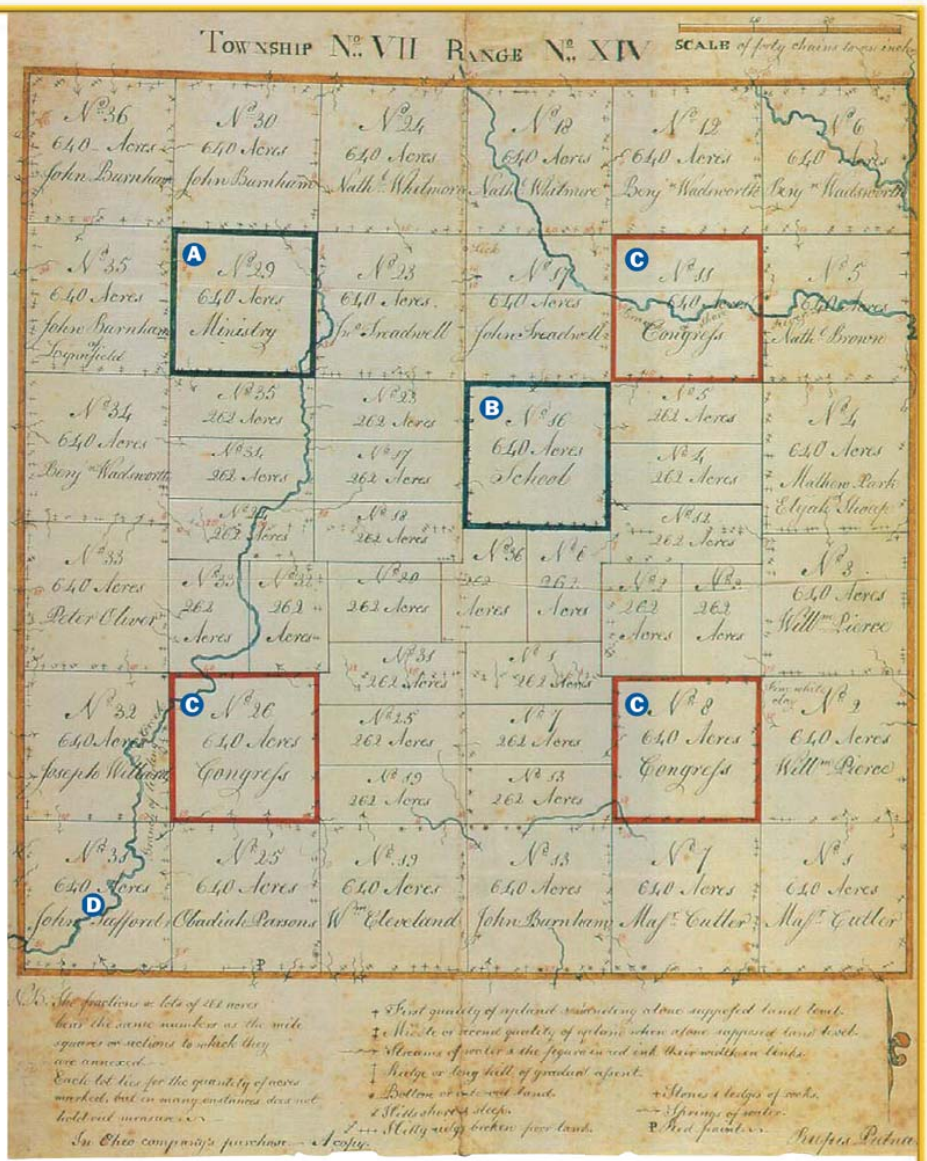 TOWNSHIP No. VII RANGE No. XIV
SCALE of forty chains to an inch
40 20
No. 36
640 Acres
John Burnham
No. 30
640 Acres
John Burnham
No. 24
640 Acres
Nathl. Whitmore
No. 18
640 Acres
Nathl. Whitmore
No. 12
640 Acres
Benjn. Wadsworth
No. 6
640 Acres
Benjn. Wadsworth
No. 35
640 Acres
John Burnham
A
No. 29
640 Acres
Ministry
No. 23
640 Acres
Jno. Treadwell
Lick
No. 17
640 Acres
John Treadwell
C
No. 11
640 Acres
Congress
No. 5
640 Acres
Nathl. Brown
No. 34
640 Acres
Benjn. Wadsworth
No. 35
262 Acres
No. 34
262 Acres
No. 24
262 Acres
No. 23
262 Acres
No. 17
262 Acres
No. 18
262 Acres
B
No. 16
640 Acres
School
No. 5
262 Acres
No. 4
262 Acres
No. 12
262 Acres
No. 4
640 Acres
Mathew Park
Elijah
No. 33
640 Acres
Peter Oliver
No. 33
262
Acres
No. 32
262
Acres
No. 20
262 Acres
No. 36
262
Acres
No. 6
262
Acres
No. 2
262
Acres
No.
262
Acres
No. 3
640 Acres
Willm. Pierce
No. 31
262 Acres
No. 1
262 Acres
No. 32
640 Acres
Joseph
C
No. 26
640 Acres
Congress
No. 25
262 Acres
No. 19
262 Acres
No. 7
262 Acres
No. 13
262 Acres
C
No. 8
640 Acres
Congress
Fine white
clay
No. 2
640 Acres
Willm. Pierce
No. 31
640 Acres
D
John Safford
No. 25
640 Acres
Obadiah Parsons
No. 19
640 Acres
Wm. Cleveland
No. 13
640 Acres
John Burnham
No. 7
640 Acres
Massh. Cutler
No. 1
640 Acres
Massh. Cutler
P
NB. The fractions or lots of 262 acres
bear the same numbers as the mile
squares or sections to which they
are annexed
Each lot lies for the quantity of acres
marked, but in many instances does not
hold out measure
In Ohio company's purchase - A copy.
First quality of upland alone supposed land level.
Midle or second quality of upland when alone supposed land level.
Streams of water & the figures in red ink their width in links.
Ridge or long hill of gradual assent.
Bottom or land.
Hills short & steep.
Hilly ridgy broken poor land.
Stones & ledges of rocks.
Springs of water.
P Red paint
Rufus Putnam